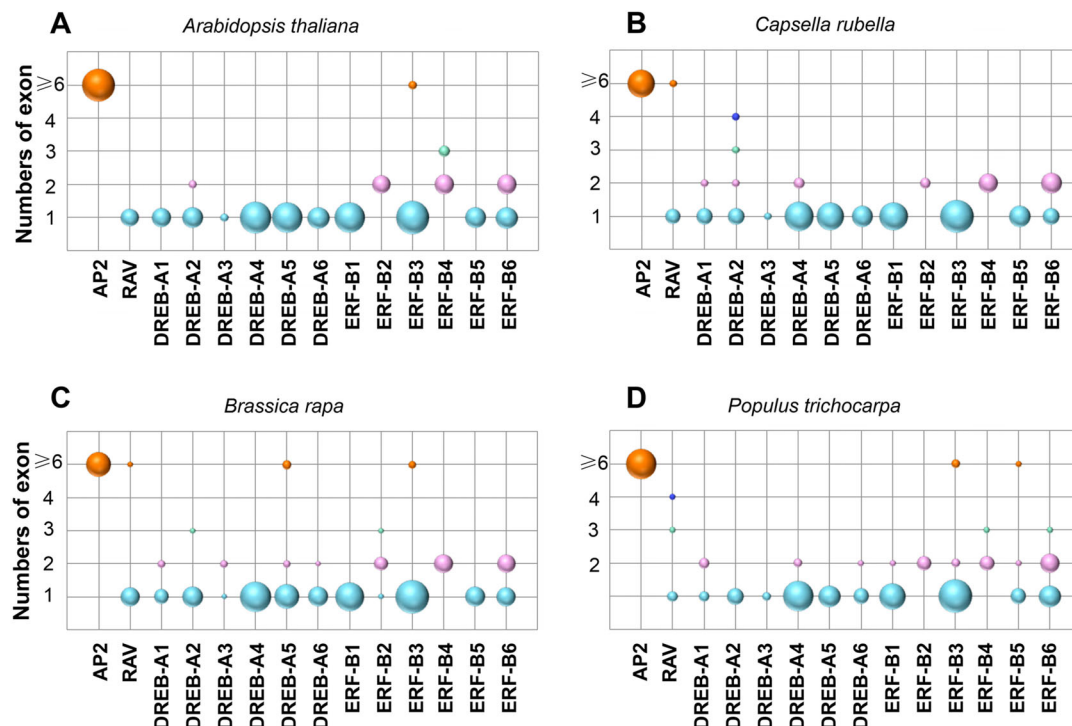 A
Arabidopsis thaliana
Numbers of exon
⩾6
4
3
2
1
AP2
RAV
DREB-A1
DREB-A2
DREB-A3
DREB-A4
DREB-A5
DREB-A6
ERF-B1
ERF-B2
ERF-B3
ERF-B4
ERF-B5
ERF-B6
B
Capsella rubella
⩾6
4
3
2
1
AP2
RAV
DREB-A1
DREB-A2
DREB-A3
DREB-A4
DREB-A5
DREB-A6
ERF-B1
ERF-B2
ERF-B3
ERF-B4
ERF-B5
ERF-B6
C
Brassica rapa
Numbers of exon
⩾6
4
3
2
1
AP2
RAV
DREB-A1
DREB-A2
DREB-A3
DREB-A4
DREB-A5
DREB-A6
ERF-B1
ERF-B2
ERF-B3
ERF-B4
ERF-B5
ERF-B6
D
Populus trichocarpa
⩾6
4
3
2
1
AP2
RAV
DREB-A1
DREB-A2
DREB-A3
DREB-A4
DREB-A5
DREB-A6
ERF-B1
ERF-B2
ERF-B3
ERF-B4
ERF-B5
ERF-B6